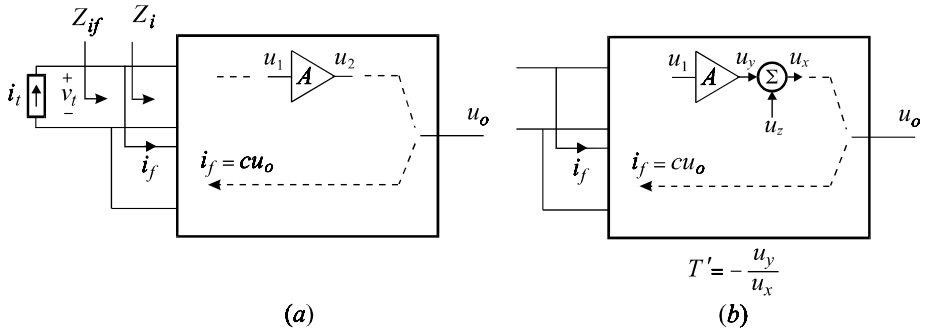 Z_if
Z_i
i_t
+
v_t
−
i_f
u_1
A
u_2
u_o
i_f = cu_o
(a)
u_1
A
u_y
Σ
u_x
u_z
u_o
i_f
i_f = cu_o
T' = − u_y / u_x
(b)